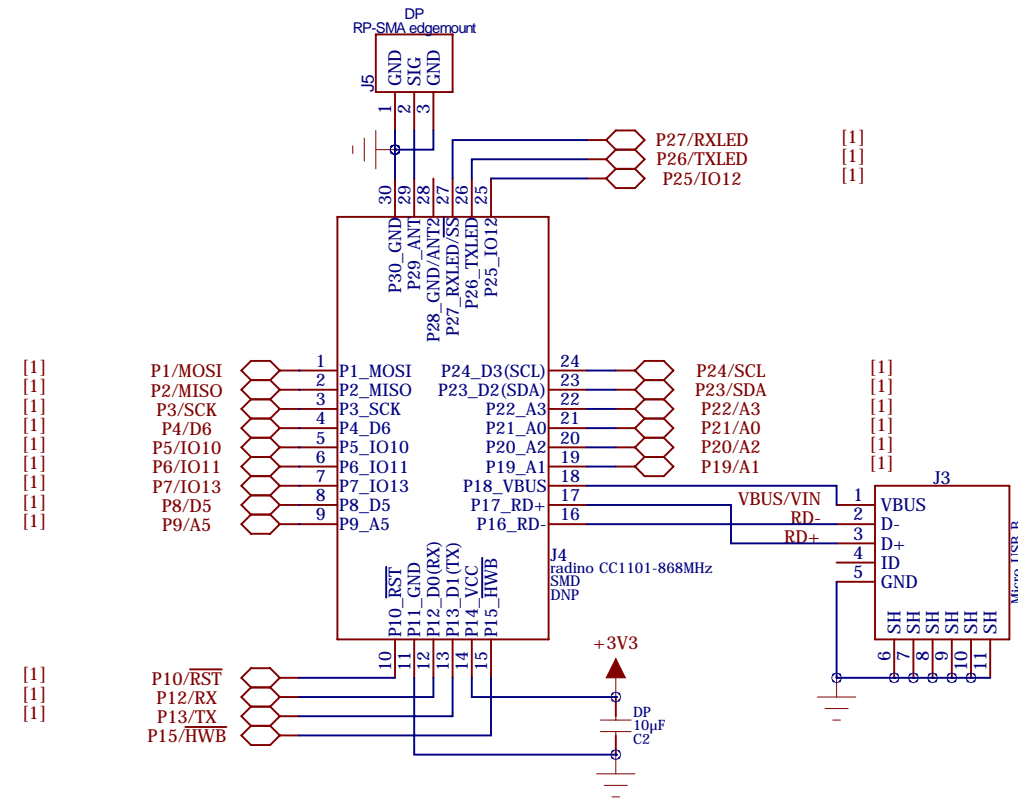 DP
RP-SMA edgemount
J5
GND
SIG
GND
1
2
3
P27/RXLED [1]
P26/TXLED [1]
P25/IO12 [1]
30
29
28
27
26
25
P30_GND
P29_ANT
P28_GND/ANT2
P27_RXLED/SS
P26_TXLED
P25_IO12
[1] P1/MOSI 1 P1_MOSI
[1] P2/MISO 2 P2_MISO
[1] P3/SCK 3 P3_SCK
[1] P4/D6 4 P4_D6
[1] P5/IO10 5 P5_IO10
[1] P6/IO11 6 P6_IO11
[1] P7/IO13 7 P7_IO13
[1] P8/D5 8 P8_D5
[1] P9/A5 9 P9_A5
P24_D3(SCL) 24 P24/SCL [1]
P23_D2(SDA) 23 P23/SDA [1]
P22_A3 22 P22/A3 [1]
P21_A0 21 P21/A0 [1]
P20_A2 20 P20/A2 [1]
P19_A1 19 P19/A1 [1]
P18_VBUS 18
P17_RD+ 17
P16_RD- 16
J3
VBUS/VIN 1 VBUS
RD- 2 D-
RD+ 3 D+
4 ID
5 GND
Micro_USB_B
SH
SH
SH
SH
SH
SH
6
7
8
9
10
11
J4
radino CC1101-868MHz
SMD
DNP
P10_RST
P11_GND
P12_D0(RX)
P13_D1(TX)
P14_VCC
P15_HWB
10
11
12
13
14
15
[1] P10/RST
[1] P12/RX
[1] P13/TX
P15/HWB
+3V3
DP
10µF
C2